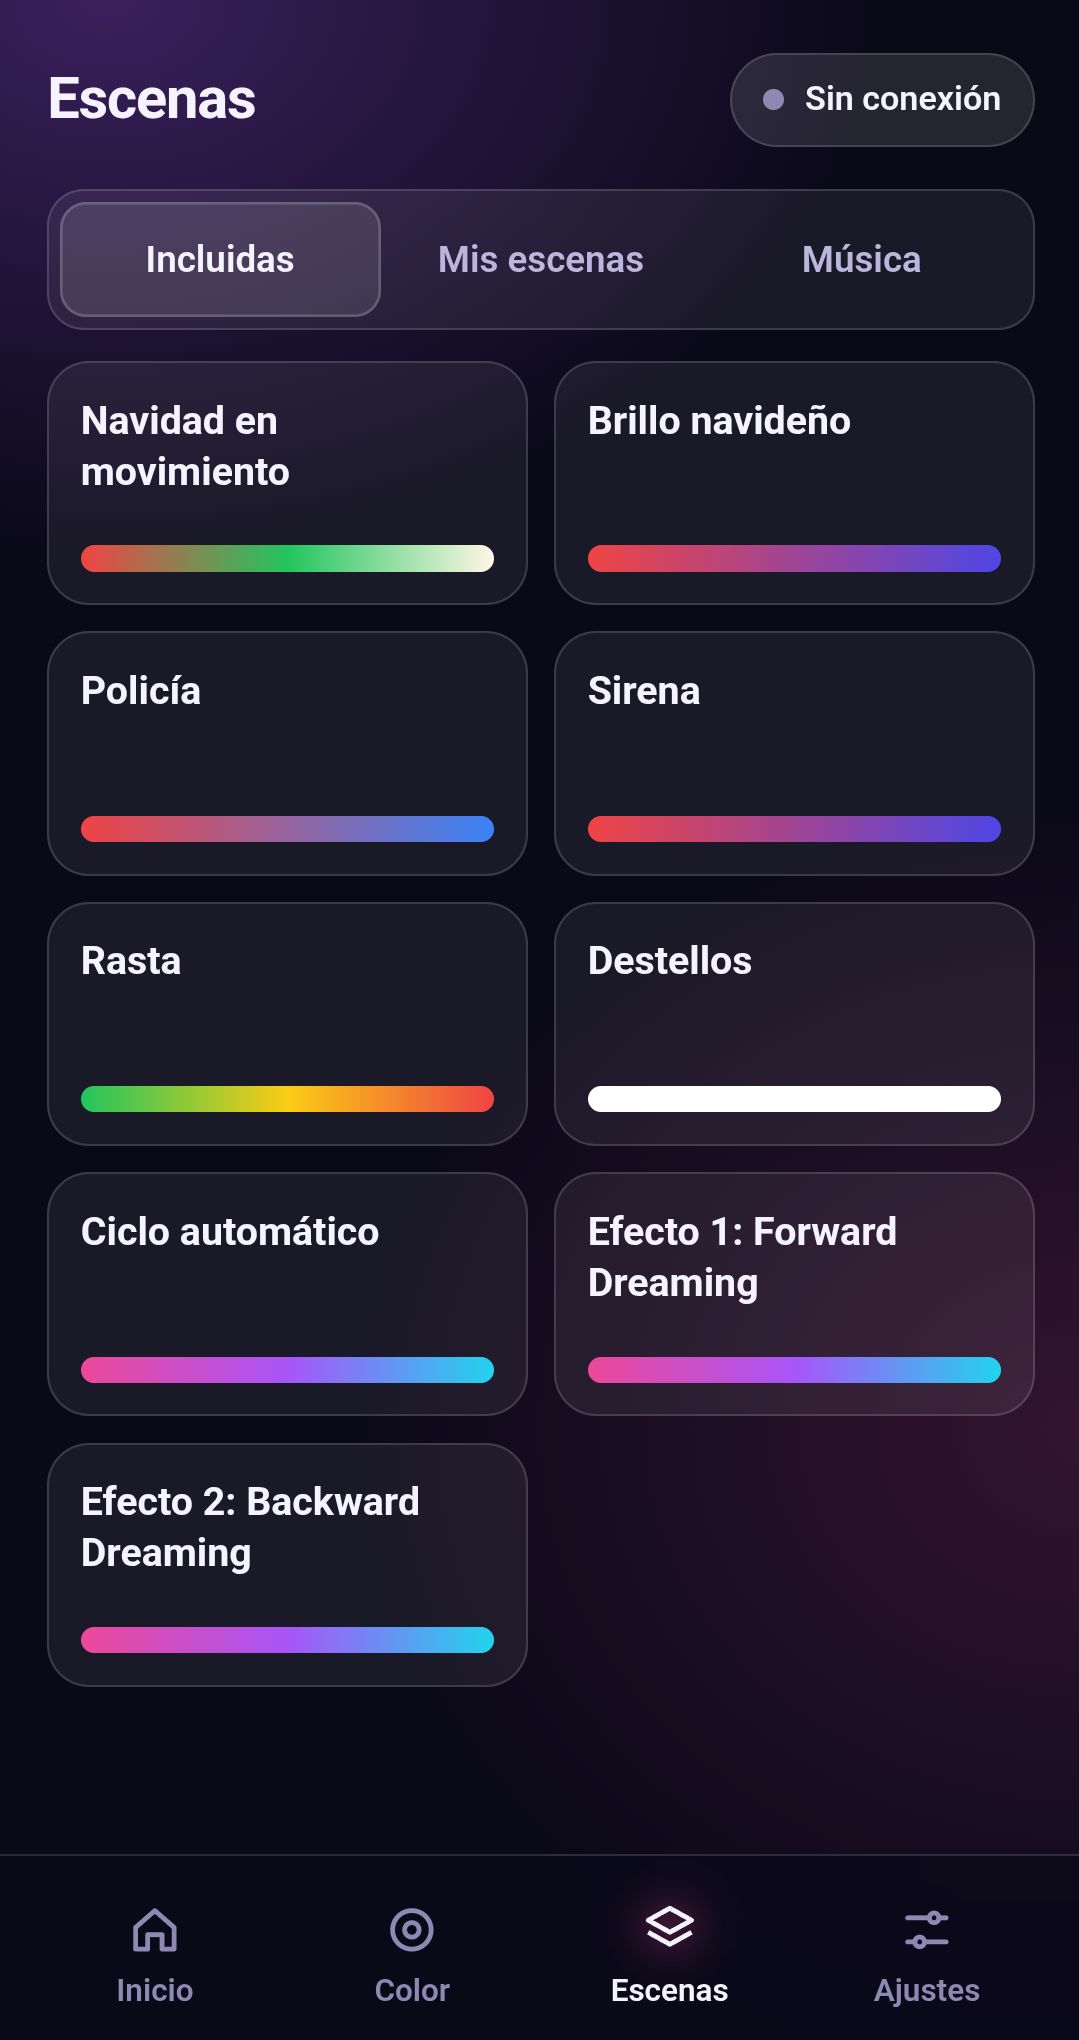 Escenas
Sin conexión
Incluidas
Mis escenas
Música
Navidad en
movimiento
Brillo navideño
Policía
Sirena
Rasta
Destellos
Ciclo automático
Efecto 1: Forward
Dreaming
Efecto 2: Backward
Dreaming
Inicio
Color
Escenas
Ajustes